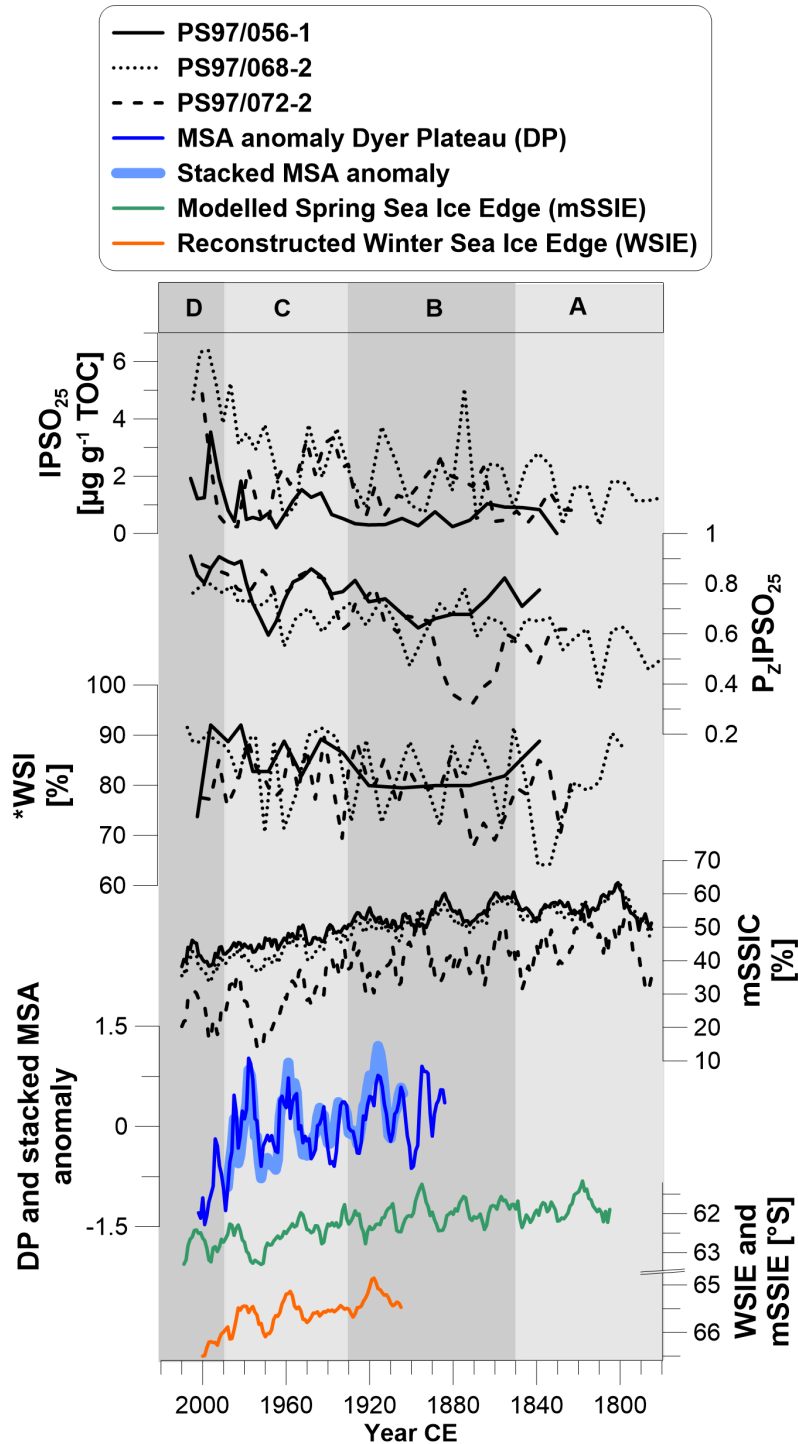 PS97/056-1
PS97/068-2
PS97/072-2
MSA anomaly Dyer Plateau (DP)
Stacked MSA anomaly
Modelled Spring Sea Ice Edge (mSSIE)
Reconstructed Winter Sea Ice Edge (WSIE)
D C B A
IPSO₂₅
[µg g⁻¹ TOC]
6
4
2
0
1
0.8
0.6
0.4
0.2
P_ZIPSO₂₅
100
90
80
70
60
*WSI
[%]
70
60
50
40
30
20
10
mSSIC
[%]
1.5
0
-1.5
DP and stacked MSA
anomaly
62
63
65
66
WSIE and
mSSIE [°S]
2000 1960 1920 1880 1840 1800
Year CE